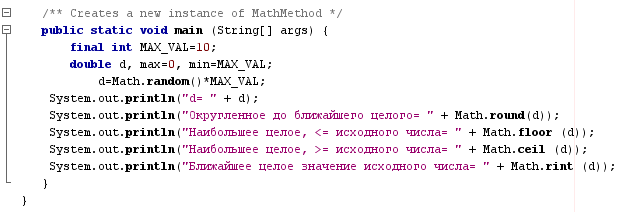 /** Creates a new instance of MathMethod */
public static void main (String[] args) {
final int MAX_VAL=10;
double d, max=0, min=MAX_VAL;
d=Math.random()*MAX_VAL;
System.out.println("d= " + d);
System.out.println("Округленное до ближайшего целого= " + Math.round(d));
System.out.println("Наибольшее целое, <= исходного числа= " + Math.floor (d));
System.out.println("Наибольшее целое, >= исходного числа= " + Math.ceil (d));
System.out.println("Ближайшее целое значение исходного числа= " + Math.rint (d));
}
}